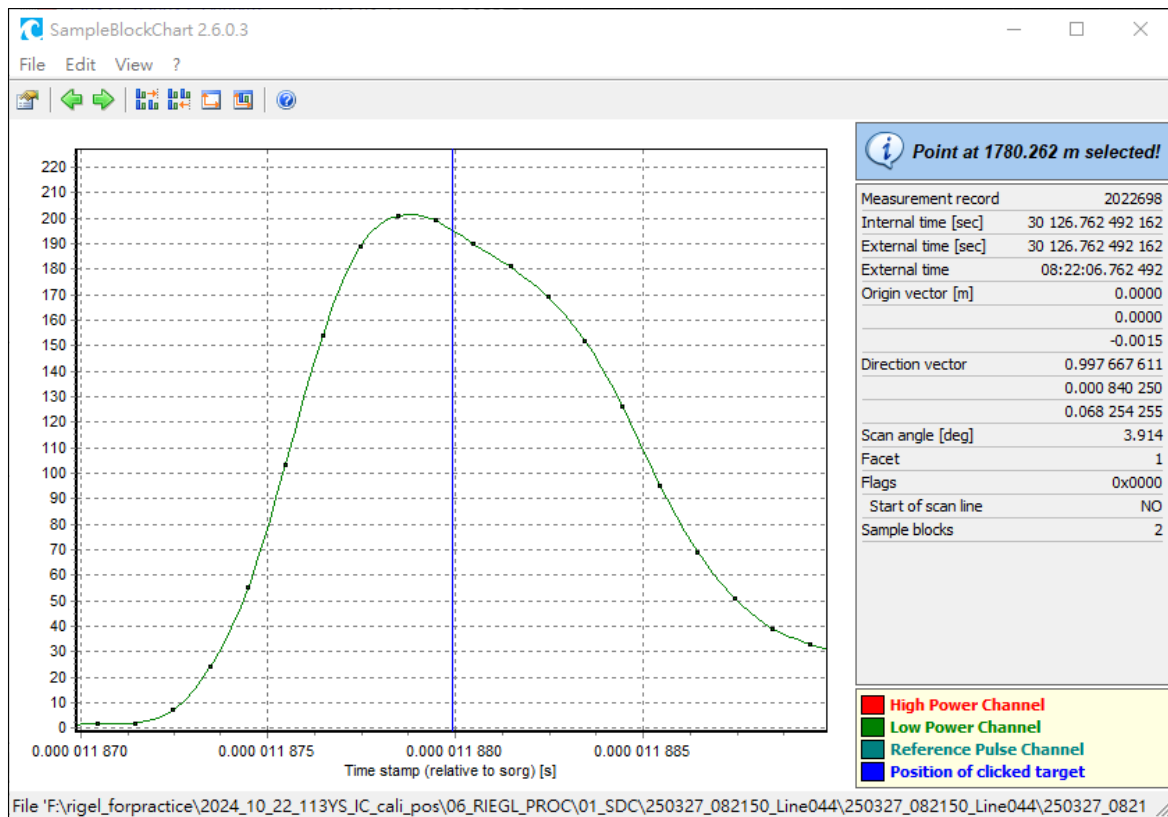 SampleBlockChart 2.6.0.3
File Edit View ?
Point at 1780.262 m selected!
220
210
200
190
180
170
160
150
140
130
120
110
100
90
80
70
60
50
40
30
20
10
0
0.000 011 870 0.000 011 875 0.000 011 880 0.000 011 885
Time stamp (relative to sorg) [s]
Measurement record 2022698
Internal time [sec] 30 126.762 492 162
External time [sec] 30 126.762 492 162
External time 08:22:06.762 492
Origin vector [m] 0.0000
0.0000
-0.0015
Direction vector 0.997 667 611
0.000 840 250
0.068 254 255
Scan angle [deg] 3.914
Facet 1
Flags 0x0000
Start of scan line NO
Sample blocks 2
High Power Channel
Low Power Channel
Reference Pulse Channel
Position of clicked target
File 'F:\rigel_forpractice\2024_10_22_113YS_IC_cali_pos\06_RIEGL_PROC\01_SDC\250327_082150_Line044\250327_082150_Line044\250327_0821